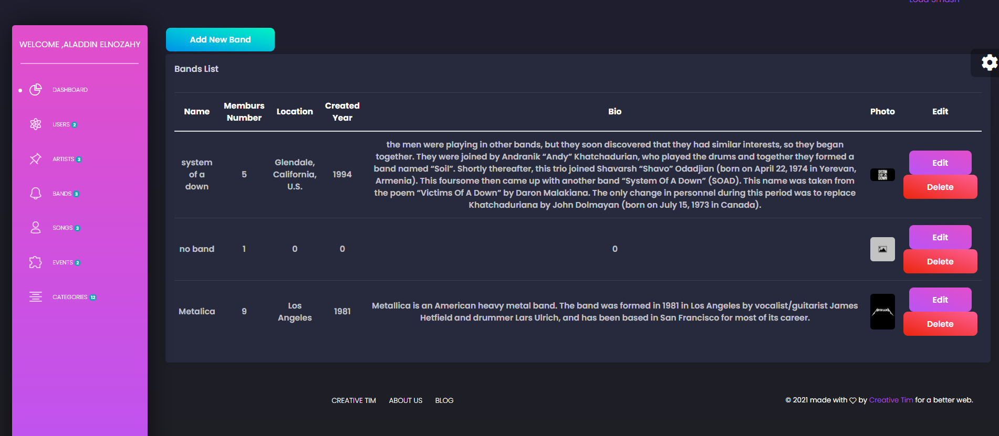 Loud Smash
WELCOME ,ALADDIN ELNOZAHY
DASHBOARD
USERS 2
ARTISTS 3
BANDS 3
SONGS 3
EVENTS 2
CATEGORIES 12
Add New Band
Bands List
Name
Memburs
Number
Location
Created
Year
Bio
Photo
Edit
system
of a
down
5
Glendale,
California,
U.S.
1994
the men were playing in other bands, but they soon discovered that they had similar interests, so they began
together. They were joined by Andranik “Andy” Khatchadurian, who played the drums and together they formed a
band named “Soil”. Shortly thereafter, this trio joined Shavarsh “Shavo” Odadjian (born on April 22, 1974 in Yerevan,
Armenia). This foursome then came up with another band “System Of A Down” (SOAD). This name was taken from
the poem “Victims Of A Down” by Daron Malakiana. The only change in personnel during this period was to replace
Khatchaduriana by John Dolmayan (born on July 15, 1973 in Canada).
SYSTEM
OF A
DOWN
Edit
Delete
no band
1
0
0
0
Edit
Delete
Metalica
9
Los
Angeles
1981
Metallica is an American heavy metal band. The band was formed in 1981 in Los Angeles by vocalist/guitarist James
Hetfield and drummer Lars Ulrich, and has been based in San Francisco for most of its career.
METALLICA
Edit
Delete
CREATIVE TIM
ABOUT US
BLOG
© 2021 made with ♡ by Creative Tim for a better web.